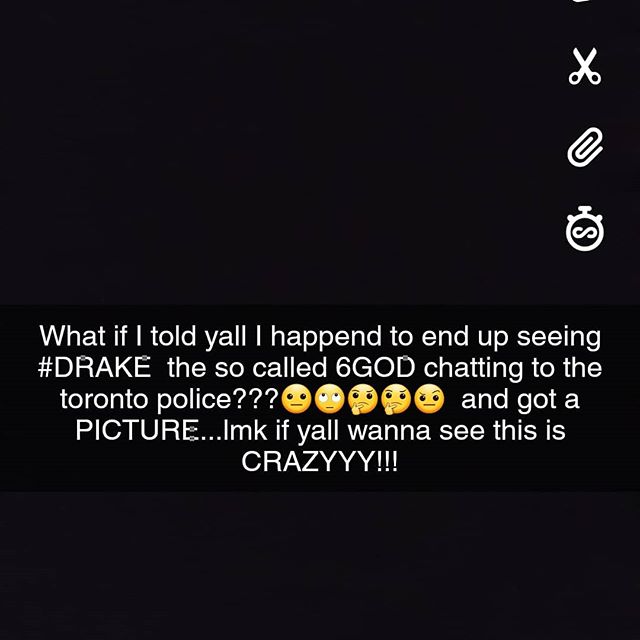 What if I told yall I happend to end up seeing
#DRAKE the so called 6GOD chatting to the
toronto police???😐🙄🤔🤔🤨 and got a
PICTURE...lmk if yall wanna see this is
CRAZYYY!!!